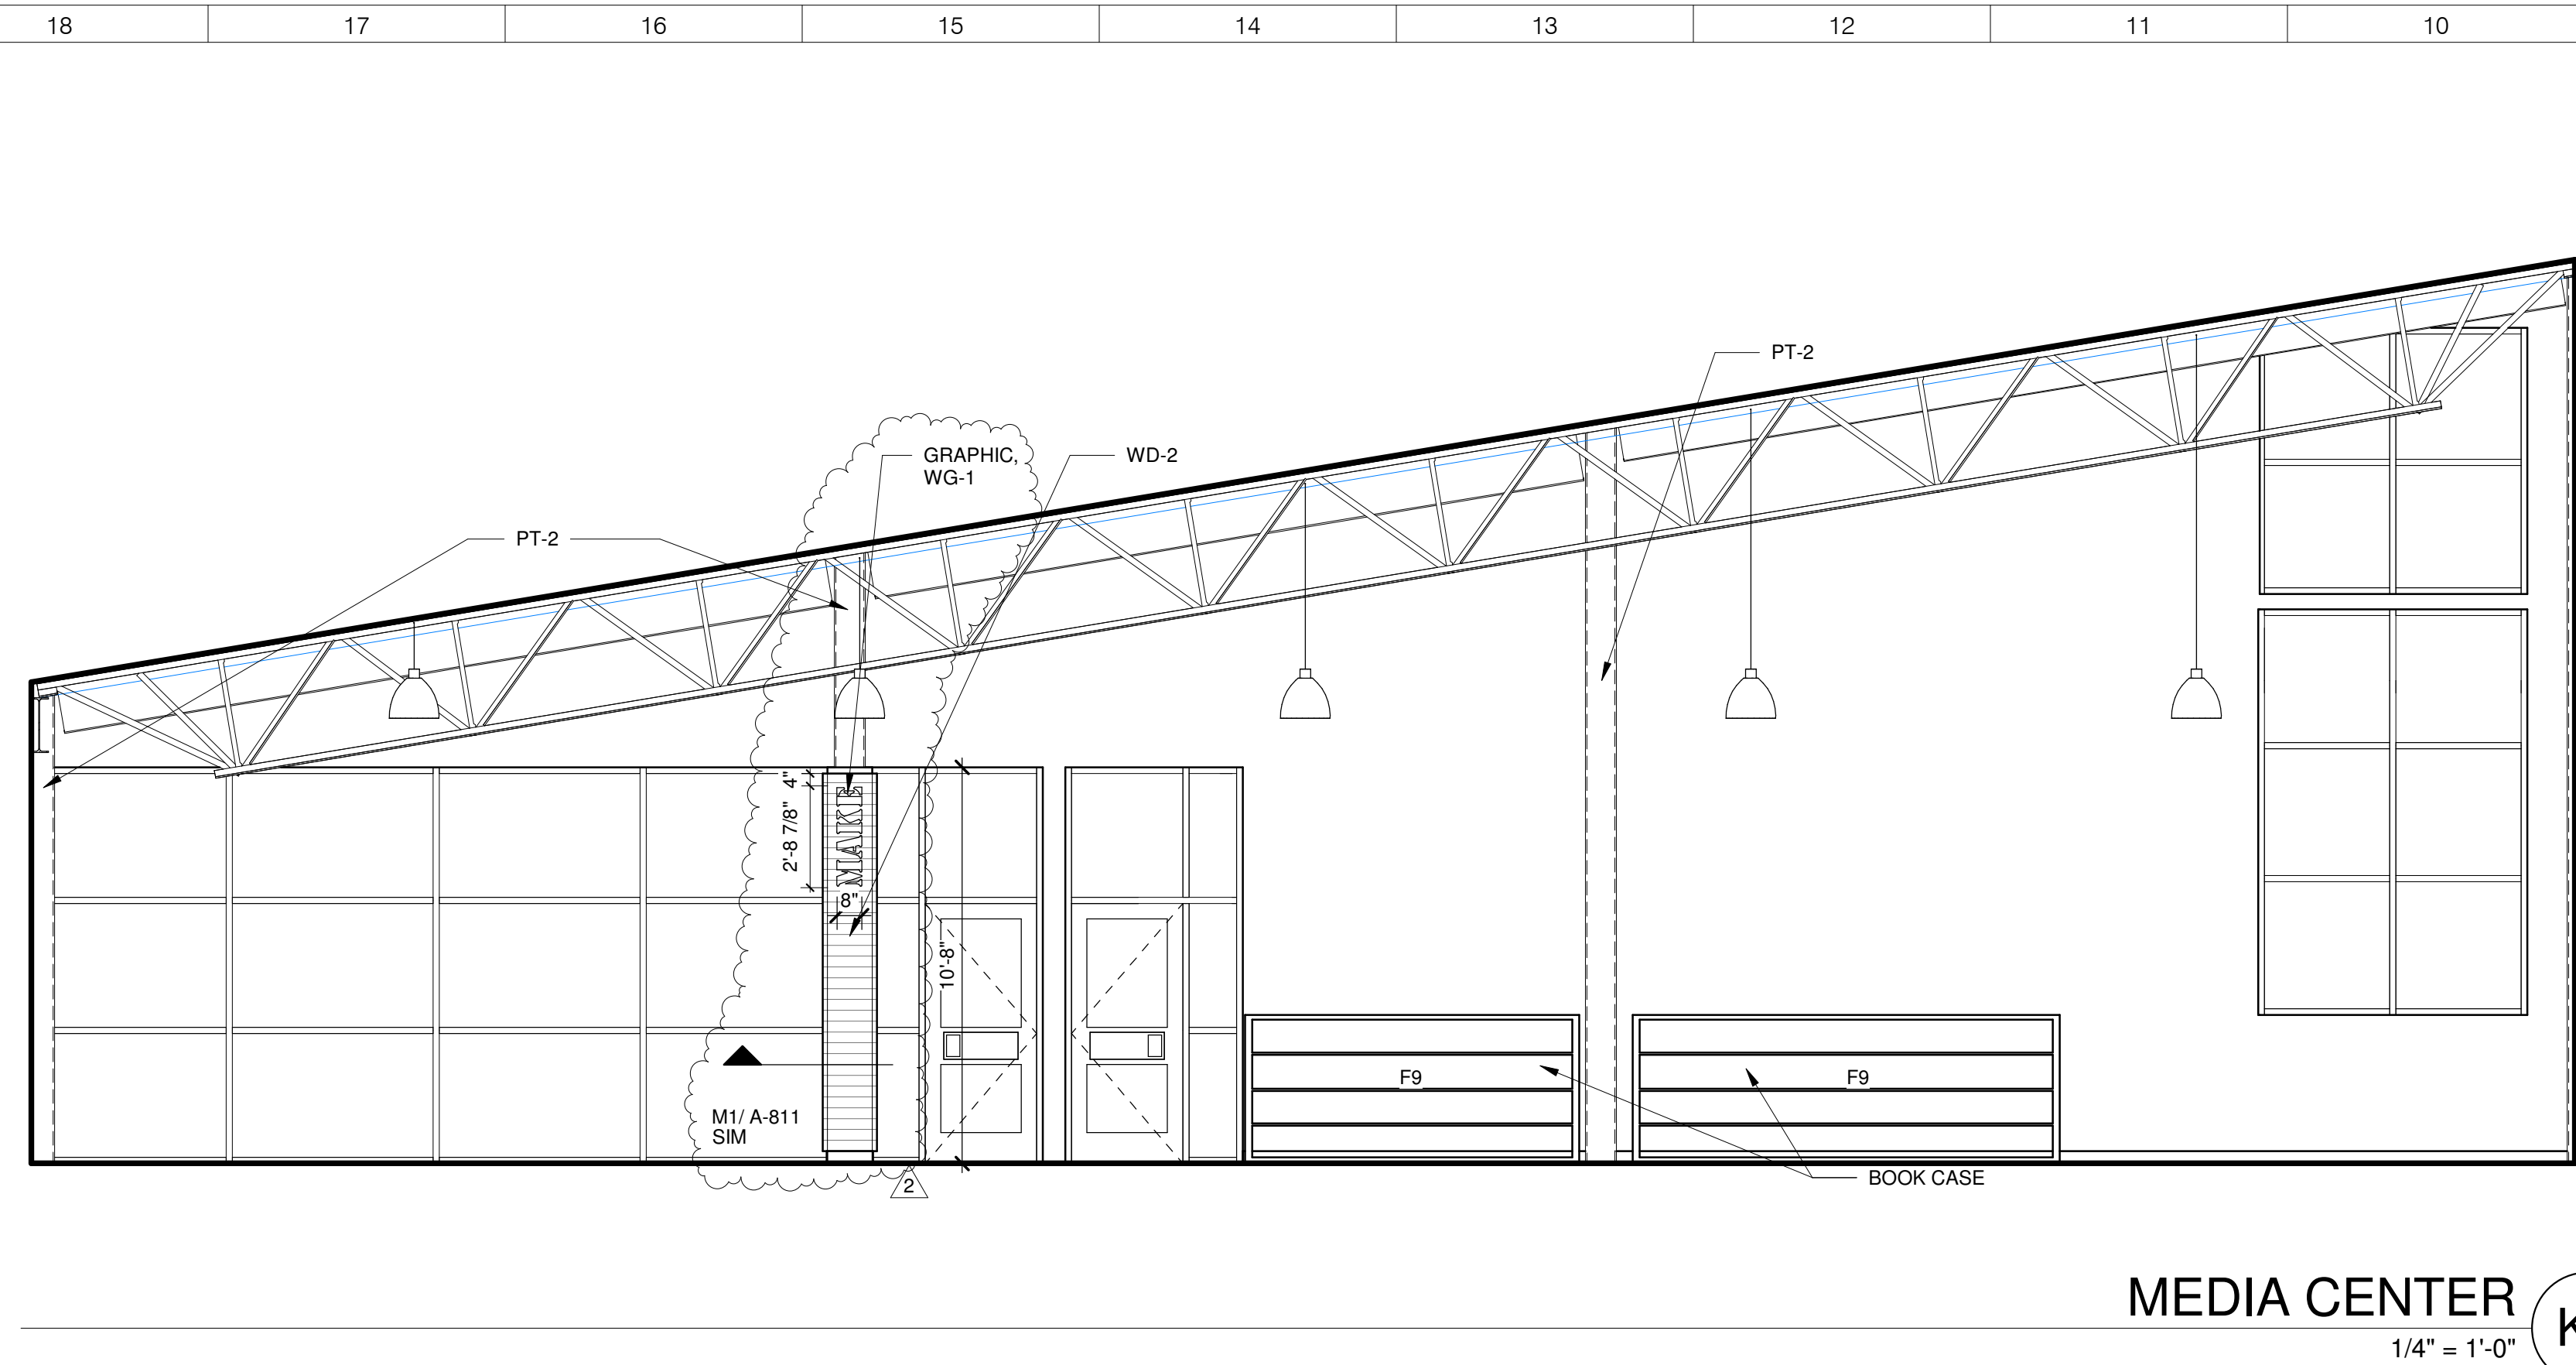 18 17 16 15 14 13 12 11 10
PT-2
GRAPHIC,
WG-1
WD-2
PT-2
4"
2'-8 7/8"
MAKE
8"
10'-8"
M1/ A-811
SIM
2
F9
F9
BOOK CASE
MEDIA CENTER
1/4" = 1'-0"